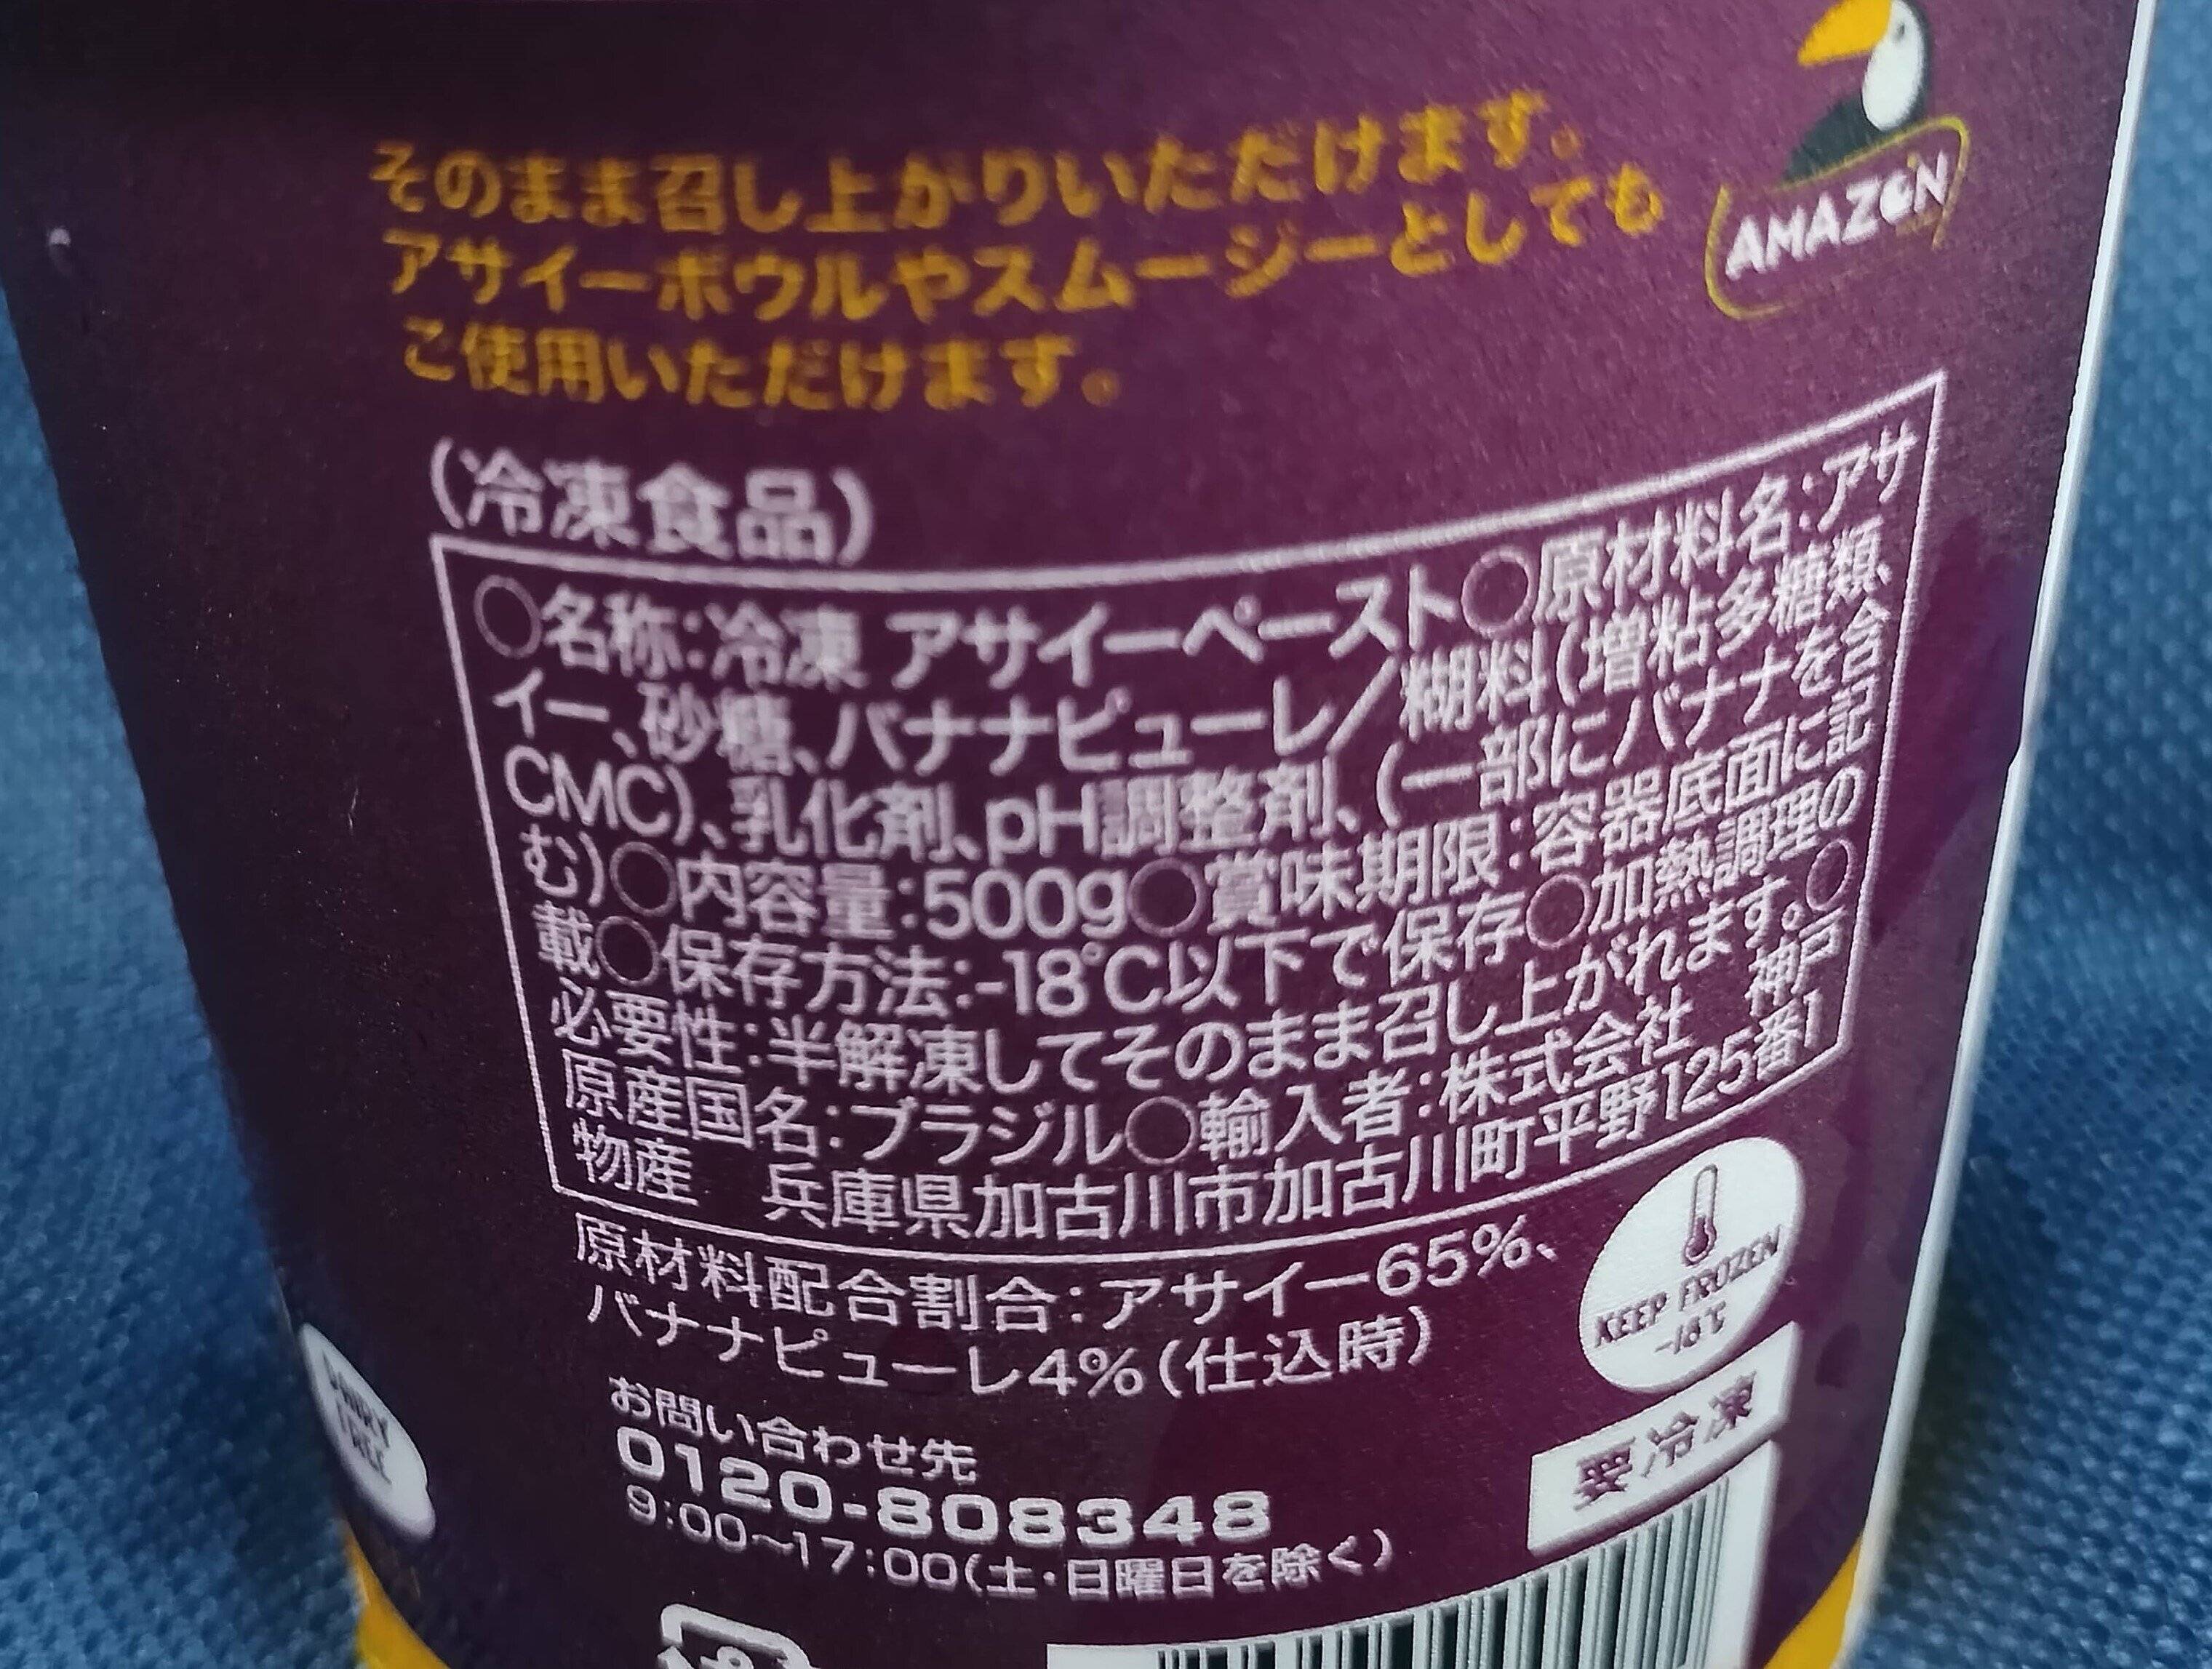 そのまま召し上がりいただけます。
アサイーボウルやスムージーとしても
ご使用いただけます。
AMAZON
(冷凍食品)
○名称:冷凍 アサイーペースト○原材料名:アサ
イー、砂糖、バナナピューレ/糊料(増粘多糖類、
CMC)、乳化剤、pH調整剤、(一部にバナナを含
む)○内容量:500g○賞味期限:容器底面に記
載○保存方法:-18℃以下で保存○加熱調理の
必要性:半解凍してそのまま召し上がれます。○
原産国名:ブラジル○輸入者:株式会社 神戸
物産 兵庫県加古川市加古川町平野125番1
原材料配合割合:アサイー65%、
バナナピューレ4%(仕込時)
KEEP FROZEN
-18℃
要冷凍
お問い合わせ先
0120-808348
9:00~17:00(土・日曜日を除く)